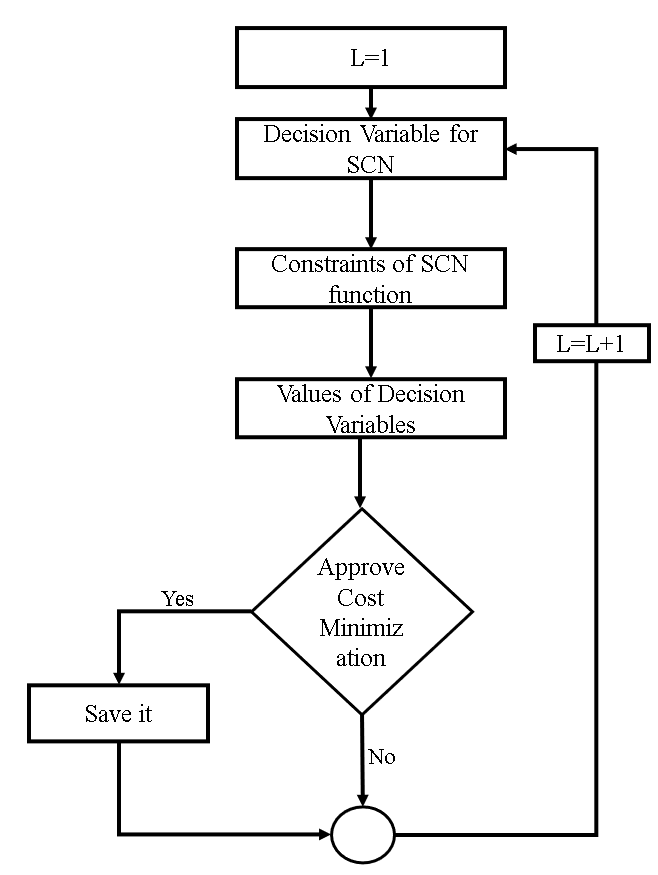 L=1
Decision Variable for
SCN
Constraints of SCN
function
L=L+1
Values of Decision
Variables
Approve
Cost
Minimiz
ation
Yes
Save it
No